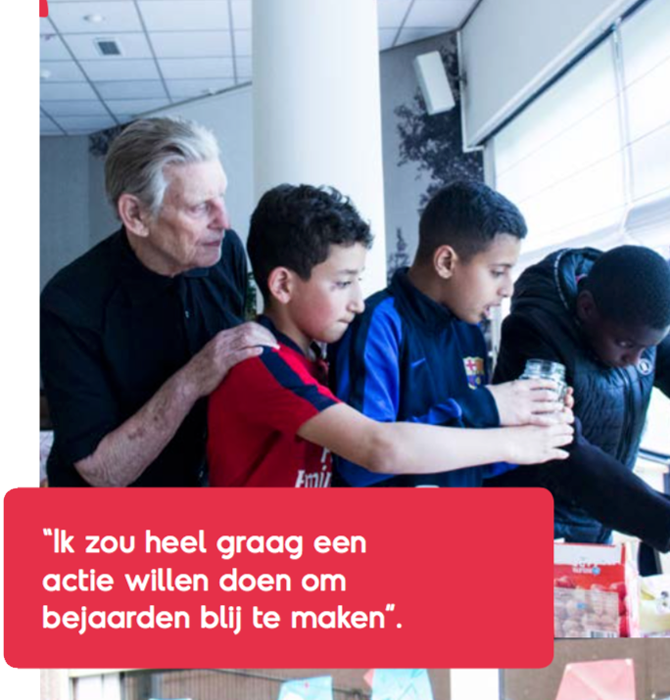 "Ik zou heel graag een
actie willen doen om
bejaarden blij te maken".